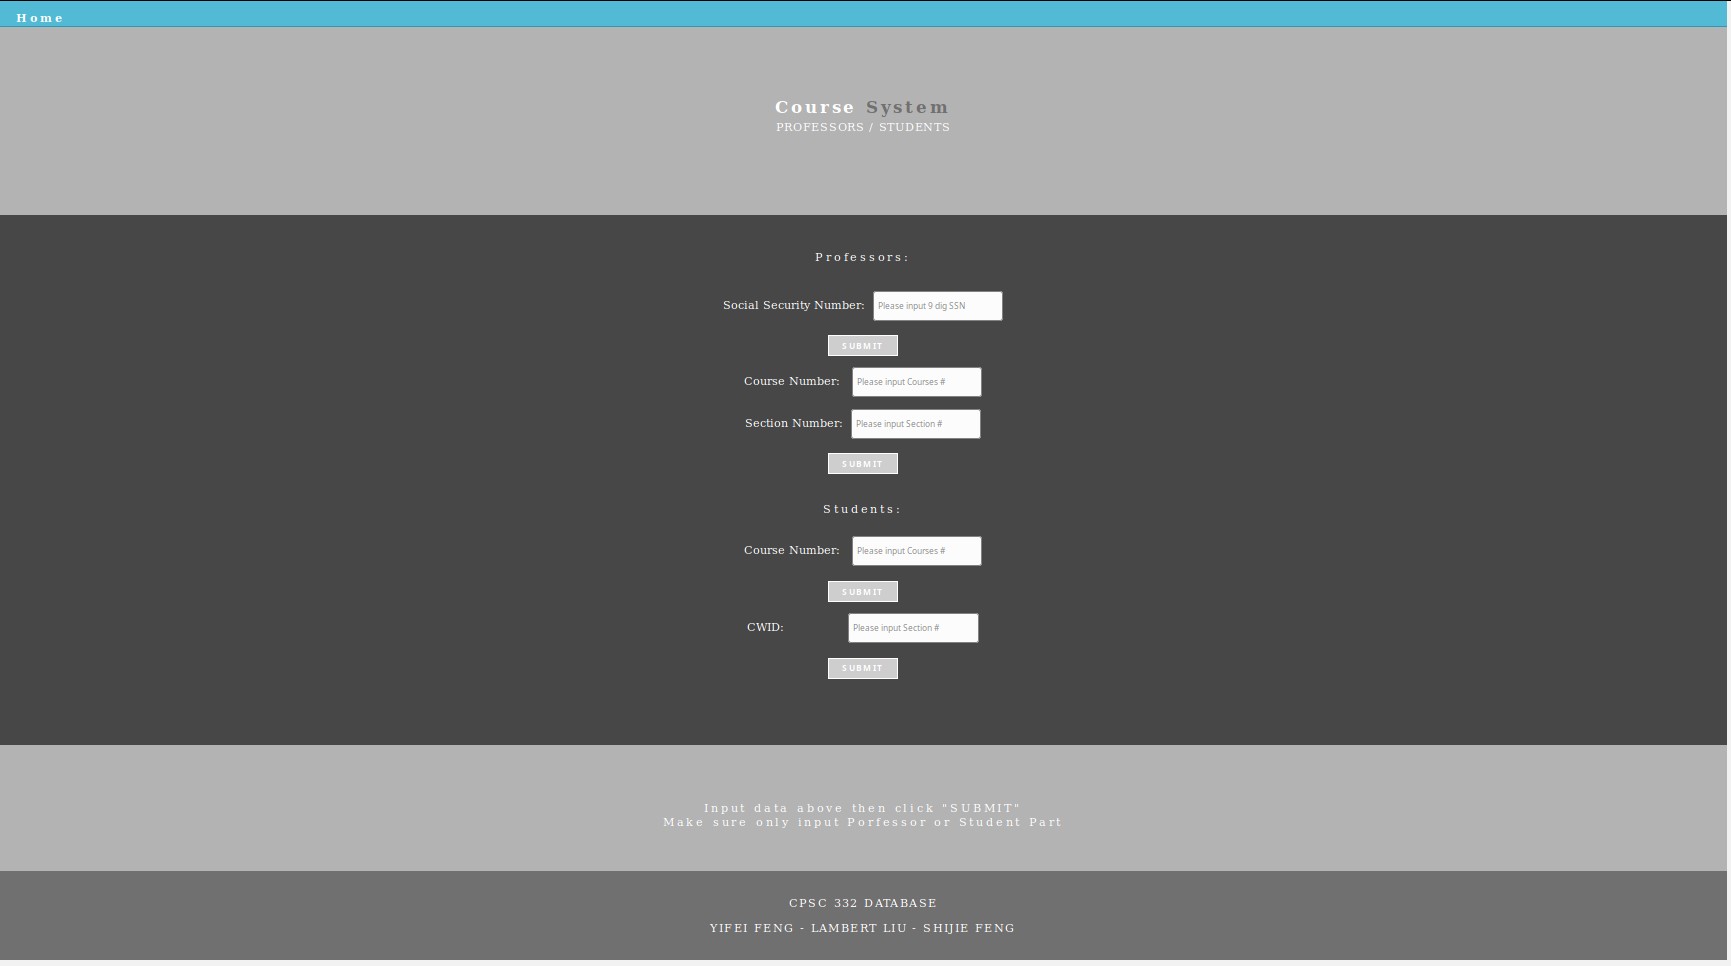 Home
Course System
PROFESSORS / STUDENTS
Professors:
Social Security Number: Please input 9 dig SSN
SUBMIT
Course Number: Please input Courses #
Section Number: Please input Section #
SUBMIT
Students:
Course Number: Please input Courses #
SUBMIT
CWID: Please input Section #
SUBMIT
Input data above then click "SUBMIT"
Make sure only input Porfessor or Student Part
CPSC 332 DATABASE
YIFEI FENG - LAMBERT LIU - SHIJIE FENG